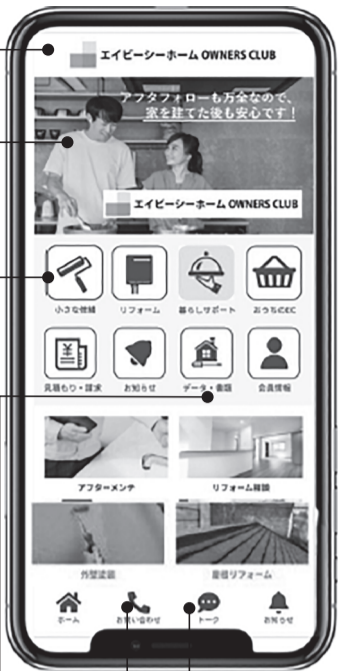 エイビーシーホーム OWNERS CLUB
アフタフォローも万全なので、
家を建てた後も安心です！
エイビーシーホーム OWNERS CLUB
小さな修繕
リフォーム
暮らしサポート
おうちのEC
見積もり・請求
お知らせ
データ・書類
会員情報
アフターメンテ
リフォーム相談
外壁塗装
屋根リフォーム
ホーム
お問い合わせ
トーク
お知らせ